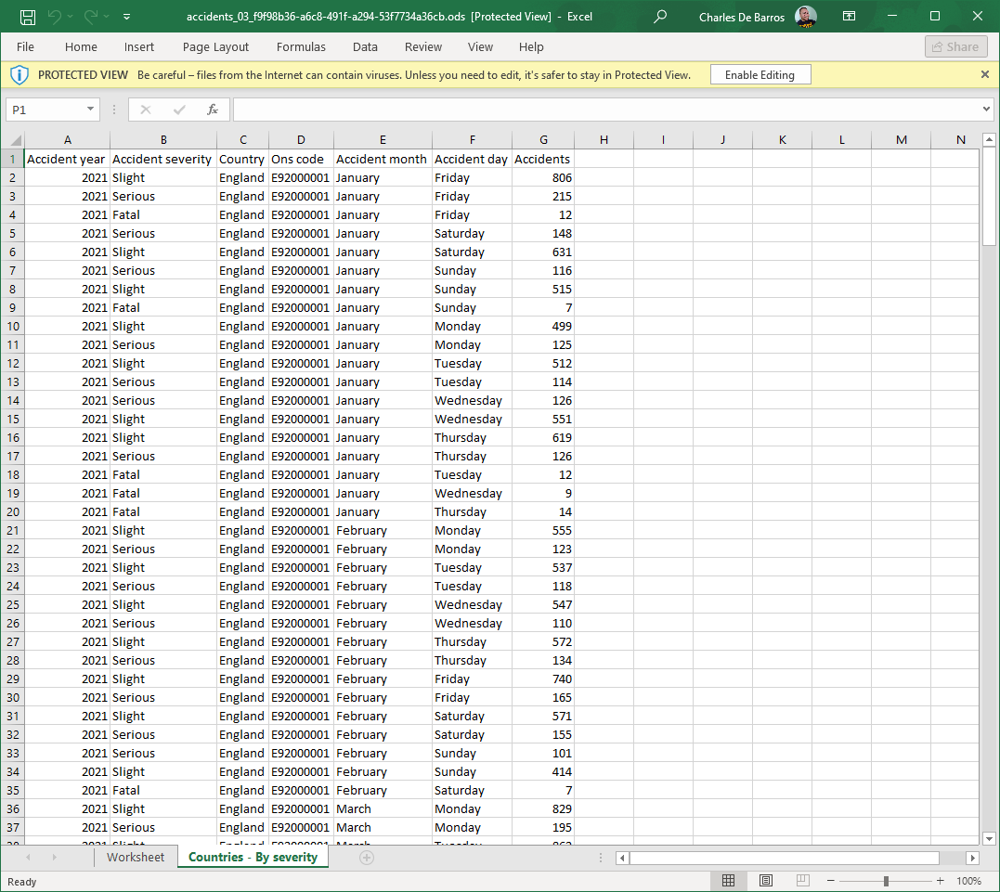 accidents_03_f9f98b36-a6c8-491f-a294-53f7734a36cb.ods [Protected View] - Excel Charles De Barros
File Home Insert Page Layout Formulas Data Review View Help Share
PROTECTED VIEW Be careful – files from the Internet can contain viruses. Unless you need to edit, it's safer to stay in Protected View. Enable Editing
P1 fx
A B C D E F G H I J K L M N
1 Accident year Accident severity Country Ons code Accident month Accident day Accidents
2 2021 Slight England E92000001 January Friday 806
3 2021 Serious England E92000001 January Friday 215
4 2021 Fatal England E92000001 January Friday 12
5 2021 Serious England E92000001 January Saturday 148
6 2021 Slight England E92000001 January Saturday 631
7 2021 Serious England E92000001 January Sunday 116
8 2021 Slight England E92000001 January Sunday 515
9 2021 Fatal England E92000001 January Sunday 7
10 2021 Slight England E92000001 January Monday 499
11 2021 Serious England E92000001 January Monday 125
12 2021 Slight England E92000001 January Tuesday 512
13 2021 Serious England E92000001 January Tuesday 114
14 2021 Serious England E92000001 January Wednesday 126
15 2021 Slight England E92000001 January Wednesday 551
16 2021 Slight England E92000001 January Thursday 619
17 2021 Serious England E92000001 January Thursday 126
18 2021 Fatal England E92000001 January Tuesday 12
19 2021 Fatal England E92000001 January Wednesday 9
20 2021 Fatal England E92000001 January Thursday 14
21 2021 Slight England E92000001 February Monday 555
22 2021 Serious England E92000001 February Monday 123
23 2021 Slight England E92000001 February Tuesday 537
24 2021 Serious England E92000001 February Tuesday 118
25 2021 Slight England E92000001 February Wednesday 547
26 2021 Serious England E92000001 February Wednesday 110
27 2021 Slight England E92000001 February Thursday 572
28 2021 Serious England E92000001 February Thursday 134
29 2021 Slight England E92000001 February Friday 740
30 2021 Serious England E92000001 February Friday 165
31 2021 Slight England E92000001 February Saturday 571
32 2021 Serious England E92000001 February Saturday 155
33 2021 Serious England E92000001 February Sunday 101
34 2021 Slight England E92000001 February Sunday 414
35 2021 Fatal England E92000001 February Saturday 7
36 2021 Slight England E92000001 March Monday 829
37 2021 Serious England E92000001 March Monday 195
Worksheet Countries - By severity
Ready 100%